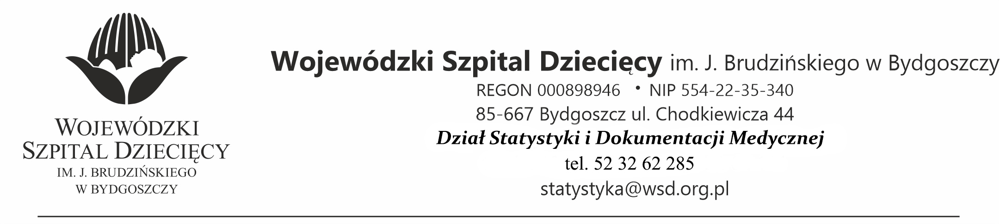 WOJEWÓDZKI
SZPITAL DZIECIĘCY
IM. J. BRUDZIŃSKIEGO
W BYDGOSZCZY
Wojewódzki Szpital Dziecięcy im. J. Brudzińskiego w Bydgoszczy
REGON 000898946 • NIP 554-22-35-340
85-667 Bydgoszcz ul. Chodkiewicza 44
Dział Statystyki i Dokumentacji Medycznej
tel. 52 32 62 285
statystyka@wsd.org.pl